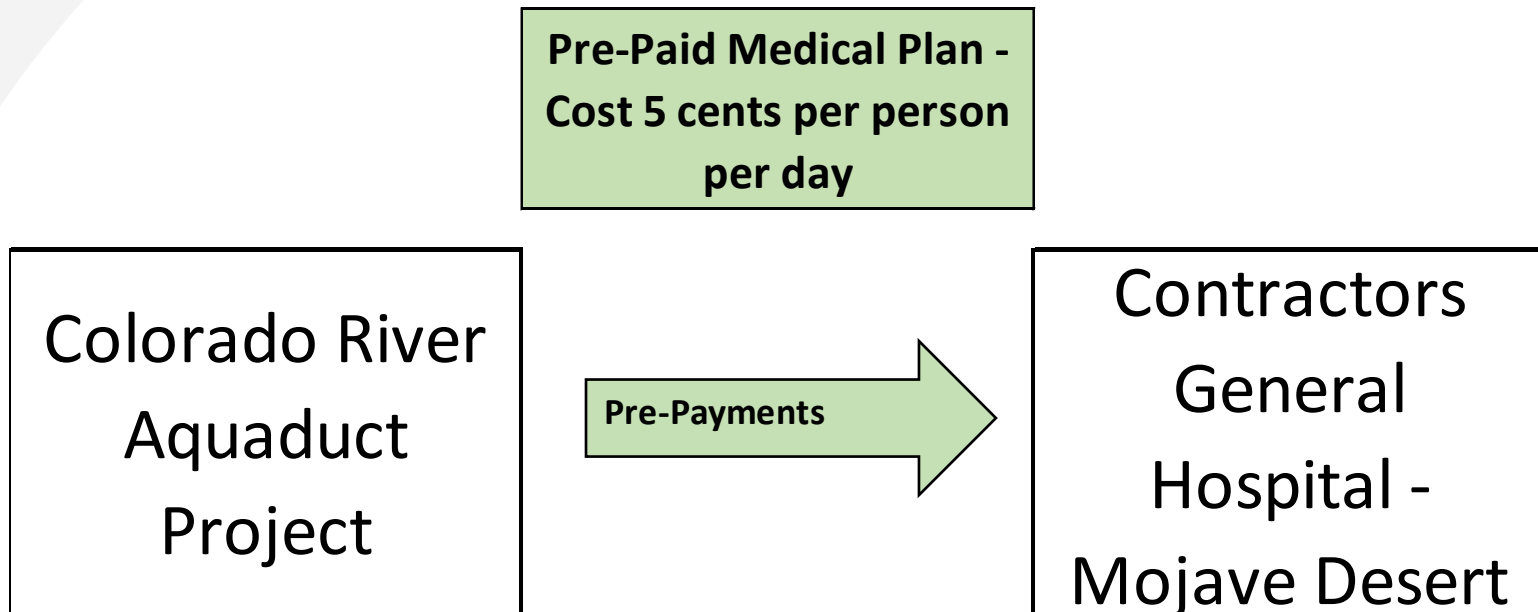 Pre-Paid Medical Plan -
Cost 5 cents per person
per day
Colorado River
Aquaduct
Project
Pre-Payments
Contractors
General
Hospital -
Mojave Desert